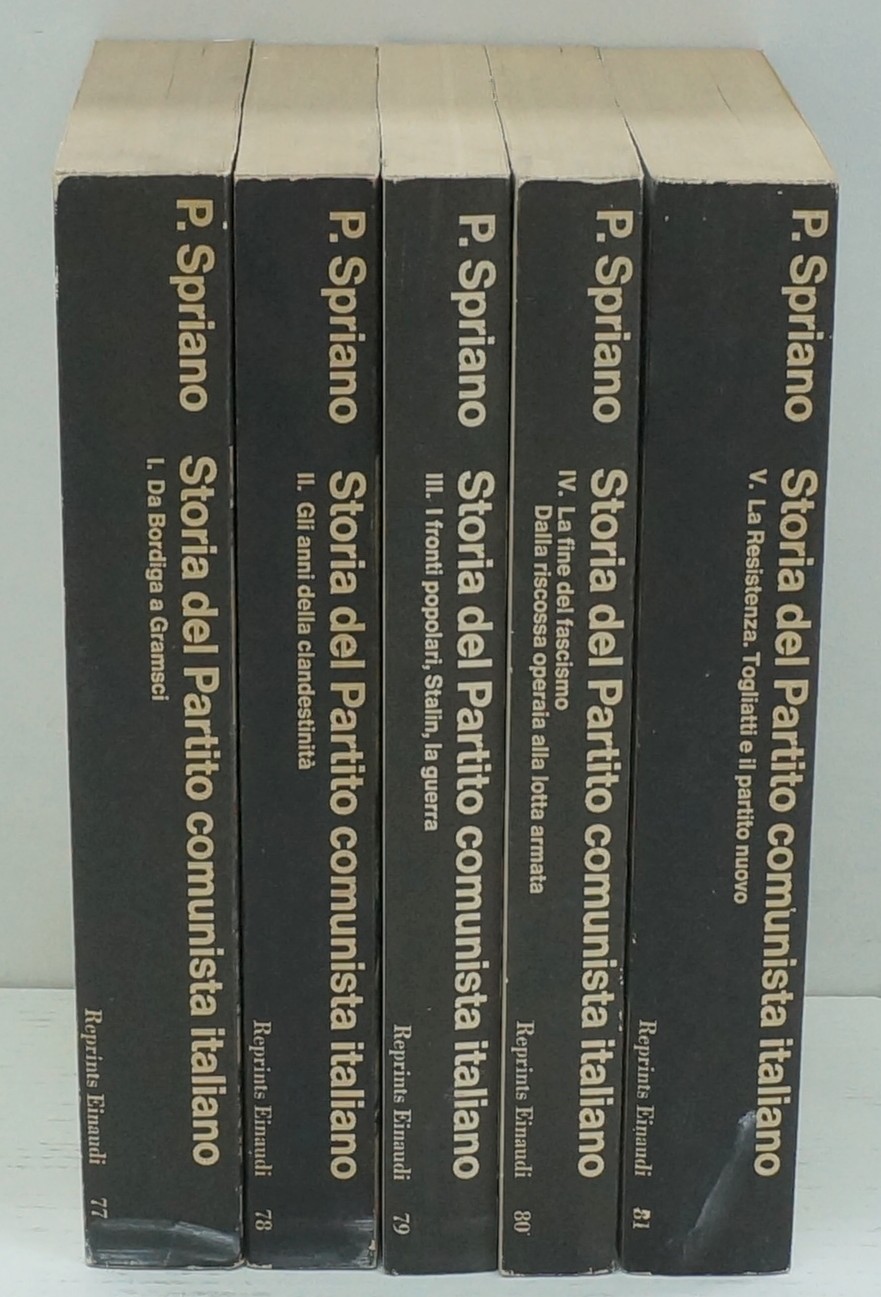 P. Spriano Storia del Partito comunista italiano
I. Da Bordiga a Gramsci
Reprints Einaudi 77
P. Spriano Storia del Partito comunista italiano
II. Gli anni della clandestinità
Reprints Einaudi 78
P. Spriano Storia del Partito comunista italiano
III. I fronti popolari, Stalin, la guerra
Reprints Einaudi 79
P. Spriano Storia del Partito comunista italiano
IV. La fine del fascismo
Dalla riscossa operaia alla lotta armata
Reprints Einaudi 80
P. Spriano Storia del Partito comunista italiano
V. La Resistenza. Togliatti e il partito nuovo
Reprints Einaudi 81